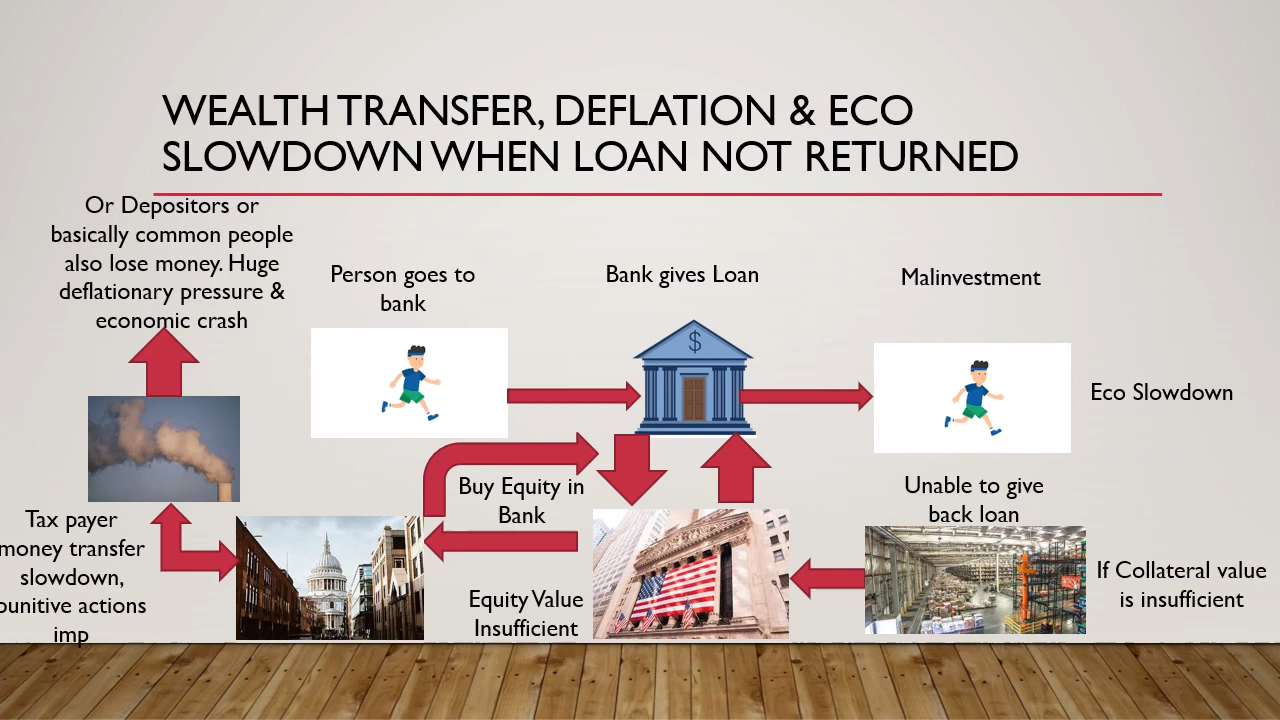 WEALTH TRANSFER, DEFLATION & ECO
SLOWDOWN WHEN LOAN NOT RETURNED
Or Depositors or
basically common people
also lose money. Huge
deflationary pressure &
economic crash
Person goes to
bank
Bank gives Loan
Malinvestment
$
Eco Slowdown
Buy Equity in
Bank
Unable to give
back loan
Tax payer
money transfer
slowdown,
punitive actions
imp
Equity Value
Insufficient
If Collateral value
is insufficient